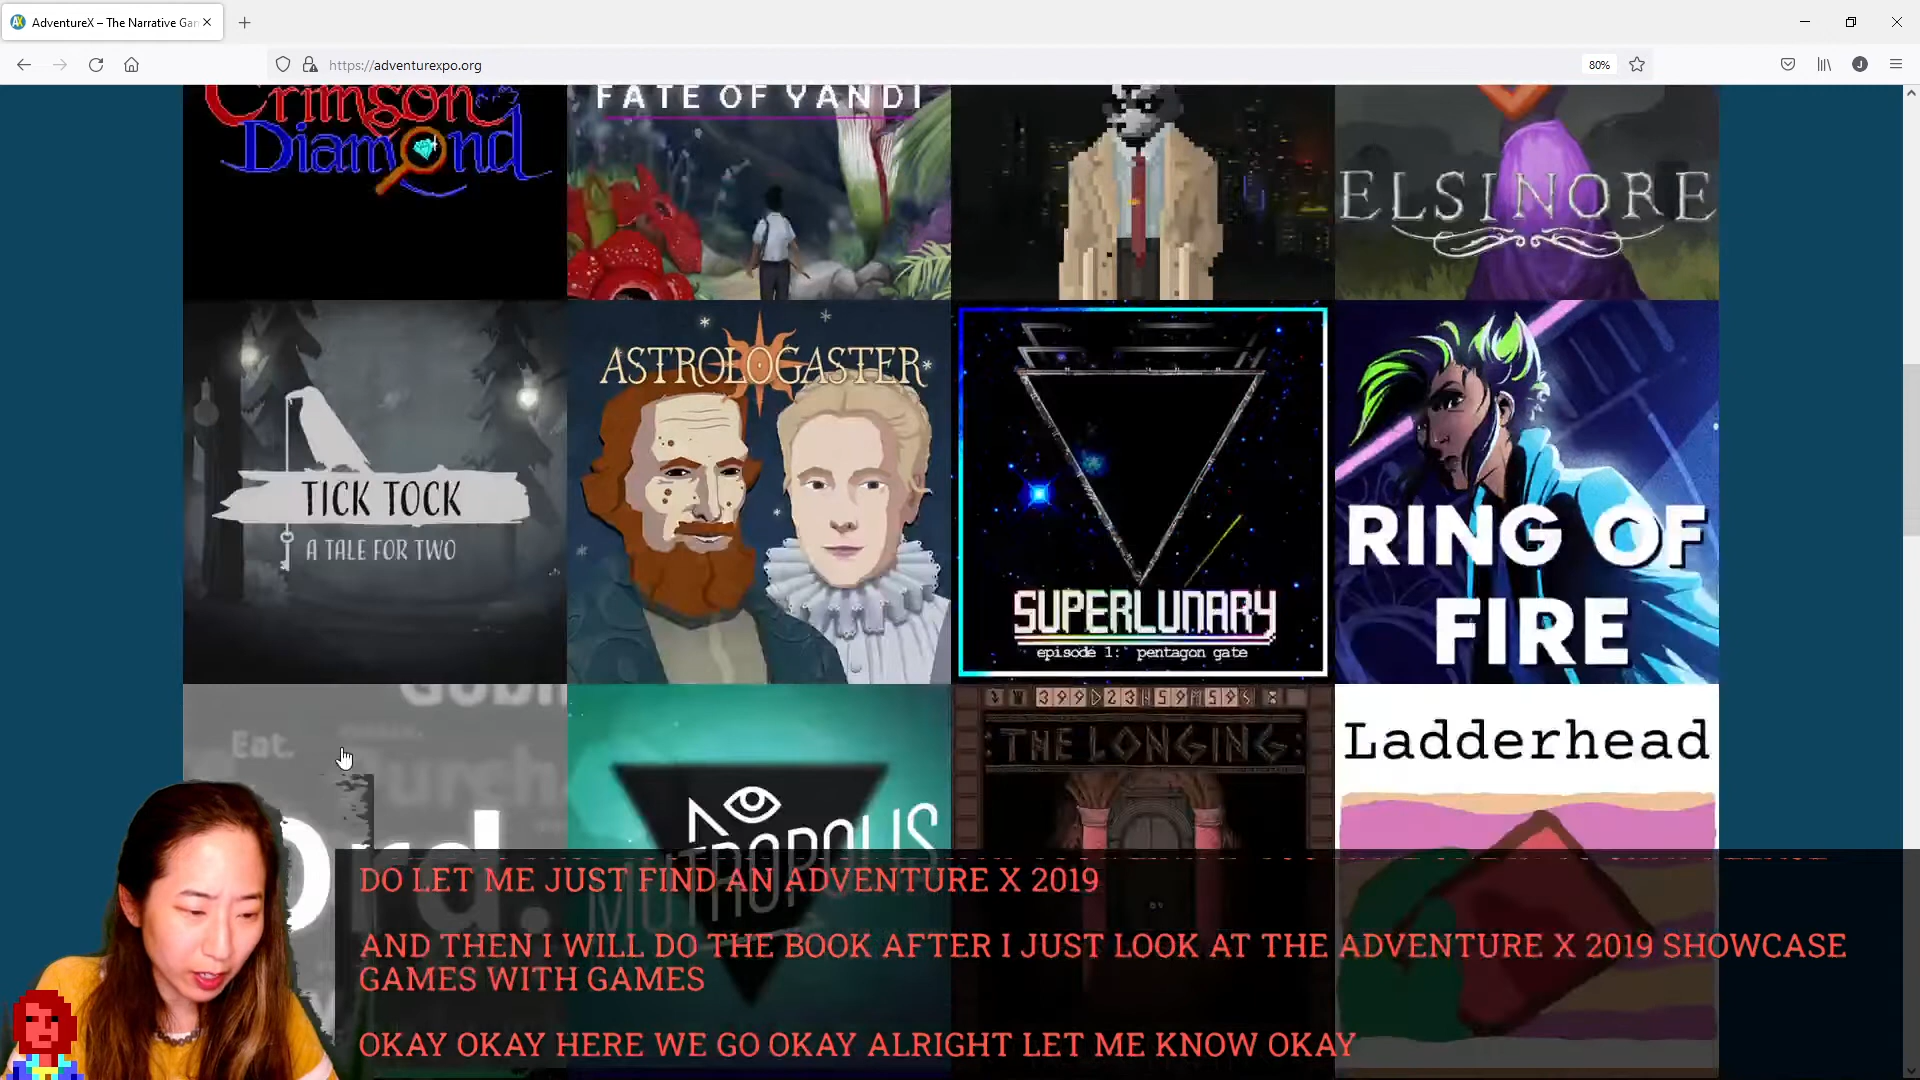 AdventureX – The Narrative Gar
https://adventurexpo.org
80%
J
Crimson
Diamond
FATE OF YANDI
ELSINORE
TICK TOCK
A TALE FOR TWO
ASTROLOGASTER
SUPERLUNARY
episode 1: pentagon gate
RING OF
FIRE
Eat.
THE LONGING
Ladderhead
ord.
MUTROPOLIS
DO LET ME JUST FIND AN ADVENTURE X 2019
AND THEN I WILL DO THE BOOK AFTER I JUST LOOK AT THE ADVENTURE X 2019 SHOWCASE
GAMES WITH GAMES
OKAY OKAY HERE WE GO OKAY ALRIGHT LET ME KNOW OKAY